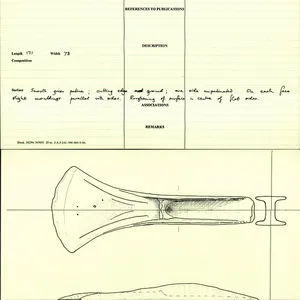 REFERENCES TO PUBLICATIONS
DESCRIPTION
Length 171 Width 73
Composition
Surface Smooth green patina ; cutting edge not ground ; one side unpatinated. On each face
slight mouldings parallel with sides. Roughening of surface in centre of flat sides.
ASSOCIATIONS
REMARKS